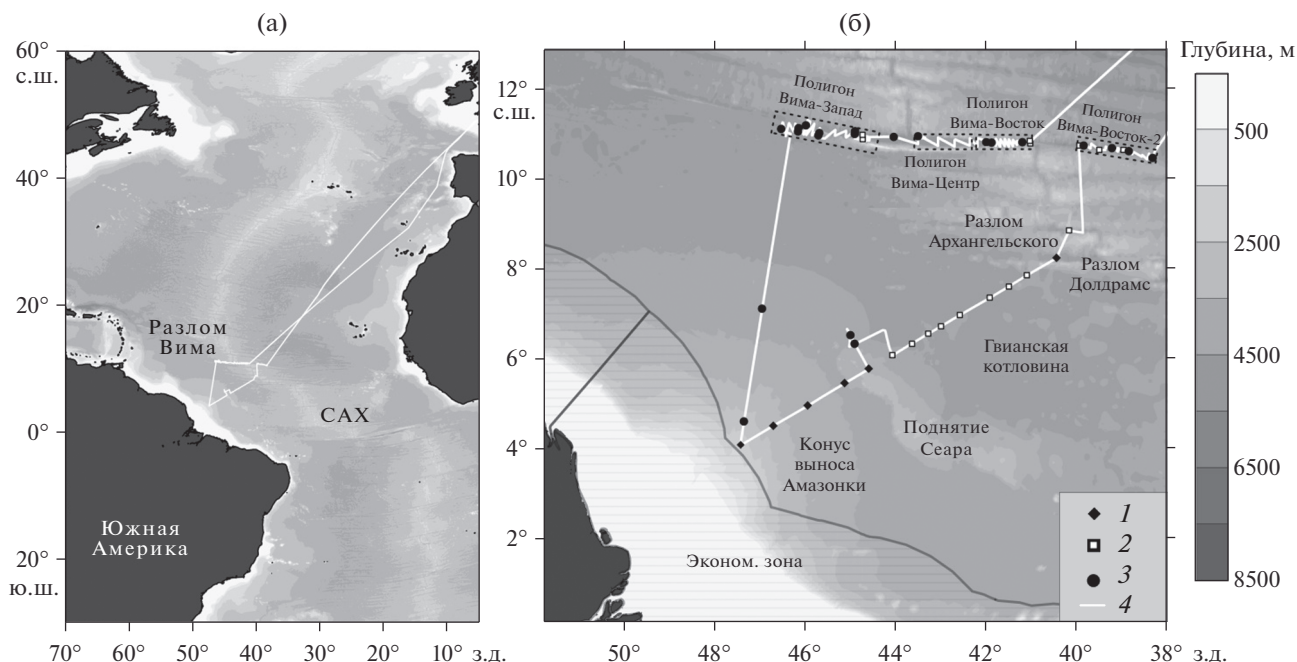 (а)
(б)
60°
с.ш.
40°
20°
0°
20°
ю.ш.
70°
60°
50°
40°
30°
20°
10°
з.д.
Разлом
Вима
САХ
Южная
Америка
12°
с.ш.
10°
8°
6°
4°
2°
50°
48°
46°
44°
42°
40°
38°
з.д.
Полигон
Вима-Запад
Полигон
Вима-Восток
Полигон
Вима-Восток-2
Полигон
Вима-Центр
Разлом
Архангельского
Разлом
Долдрамс
Гвианская
котловина
Поднятие
Сеара
Конус
выноса
Амазонки
Эконом. зона
1
2
3
4
Глубина, м
500
2500
4500
6500
8500